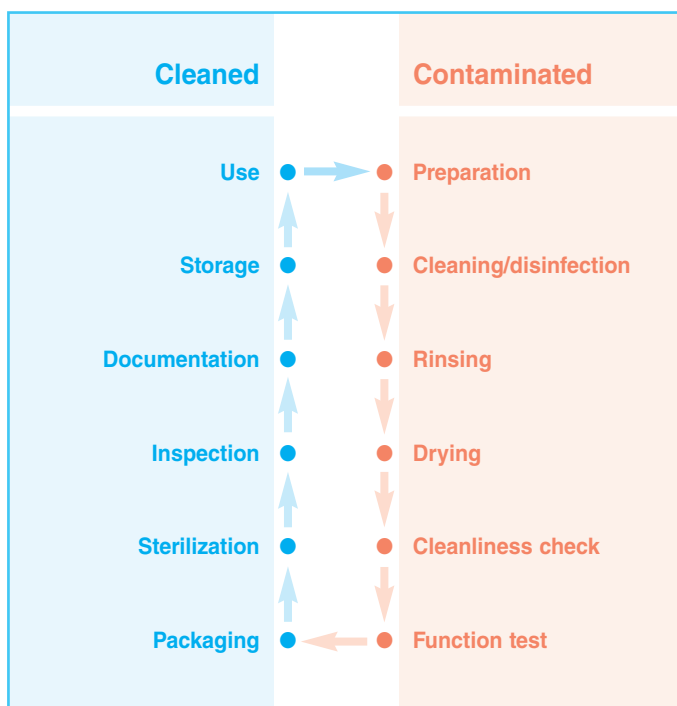 Cleaned
Contaminated
Use
Preparation
Storage
Cleaning/disinfection
Documentation
Rinsing
Inspection
Drying
Sterilization
Cleanliness check
Packaging
Function test